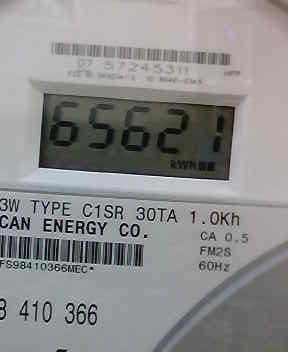 07 57245311
65621
kWh
3W TYPE C1SR 30TA 1.0Kh
CAN ENERGY CO.
CA 0.5
FM2S
60Hz
FS98410366MEC*
8 410 366